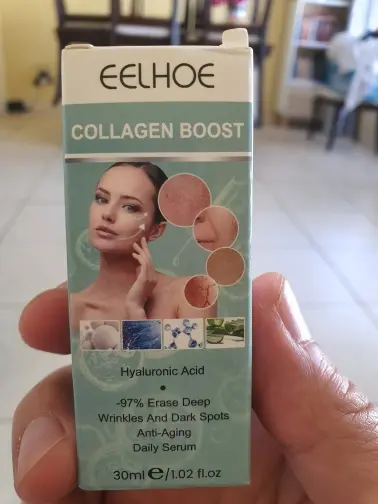 EELHOE
COLLAGEN BOOST
Hyaluronic Acid
-97% Erase Deep
Wrinkles And Dark Spots
Anti-Aging
Daily Serum
30ml e/1.02 fl.oz